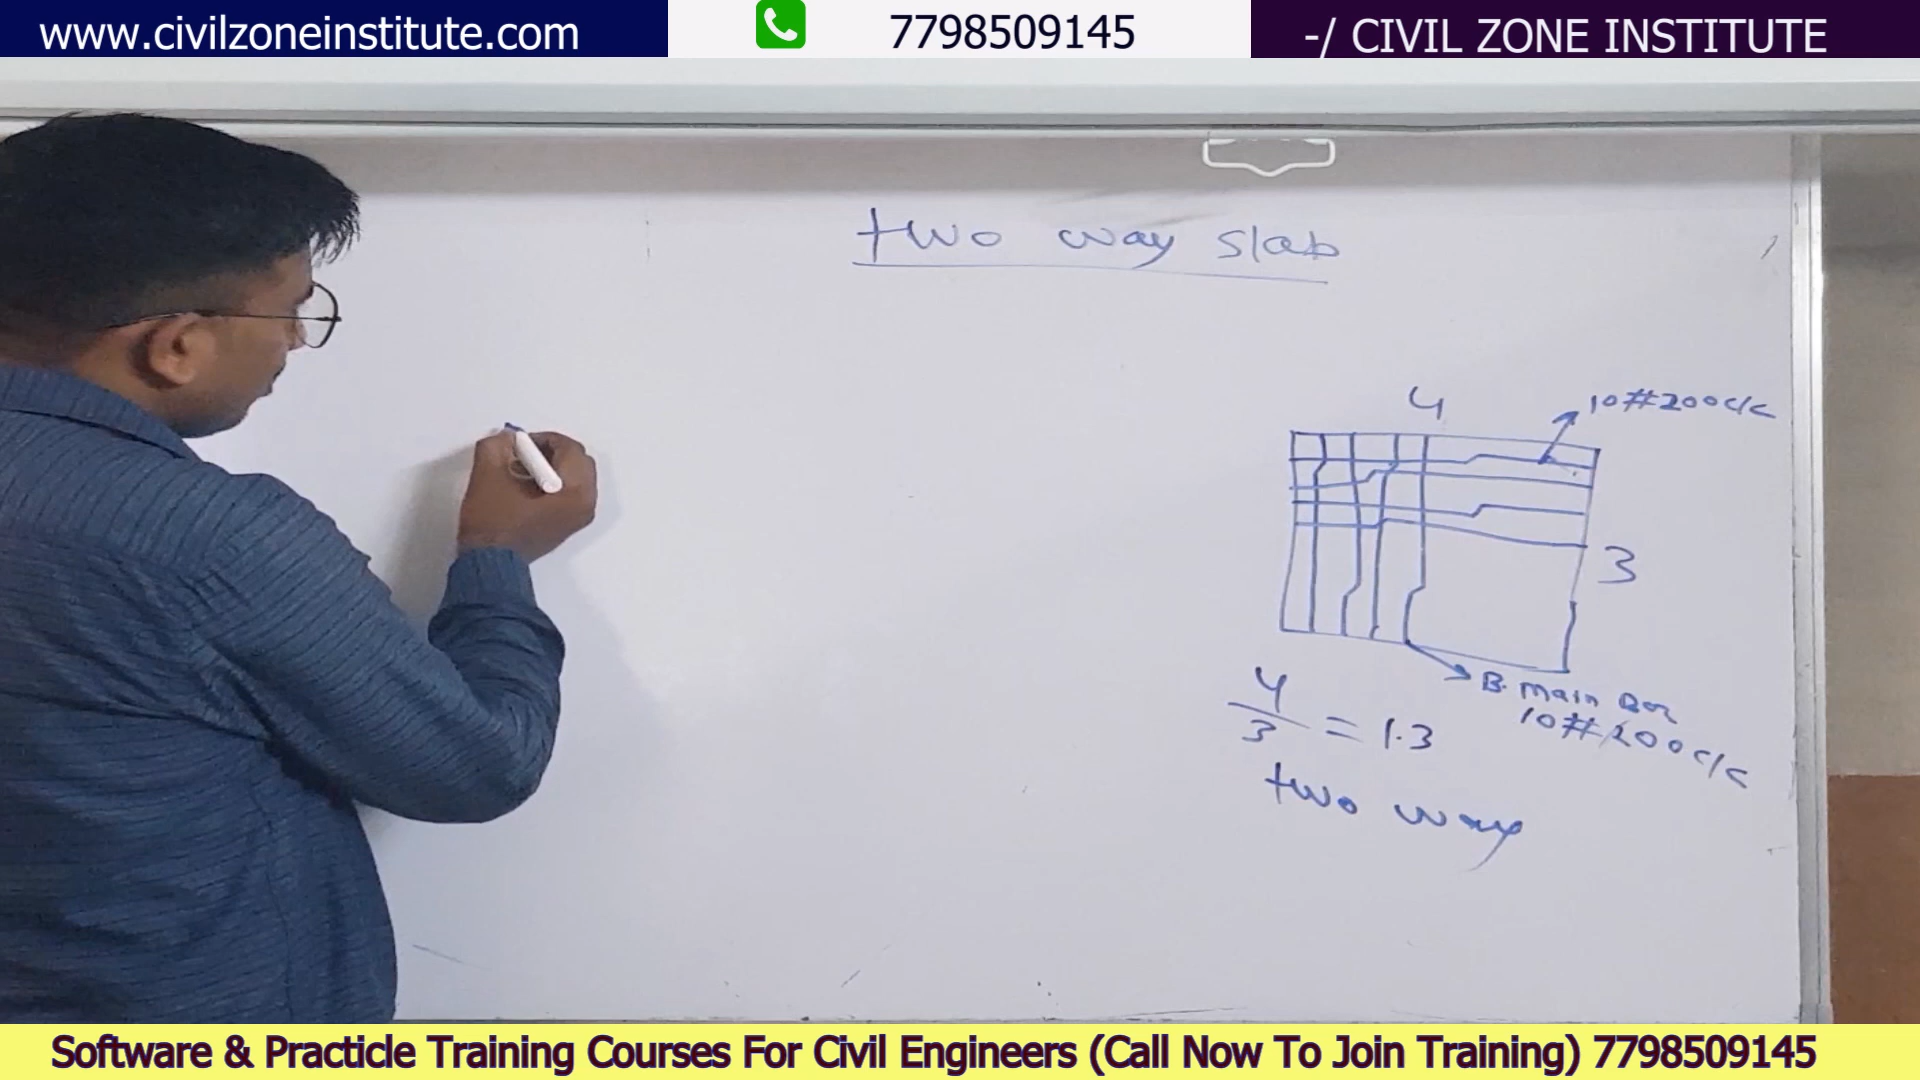 www.civilzoneinstitute.com
7798509145
-/ CIVIL ZONE INSTITUTE
two way slab
4
10#200c/c
3
B. main Bar
10#200c/c
4
3
= 1.3
two way
Software & Practicle Training Courses For Civil Engineers (Call Now To Join Training) 7798509145